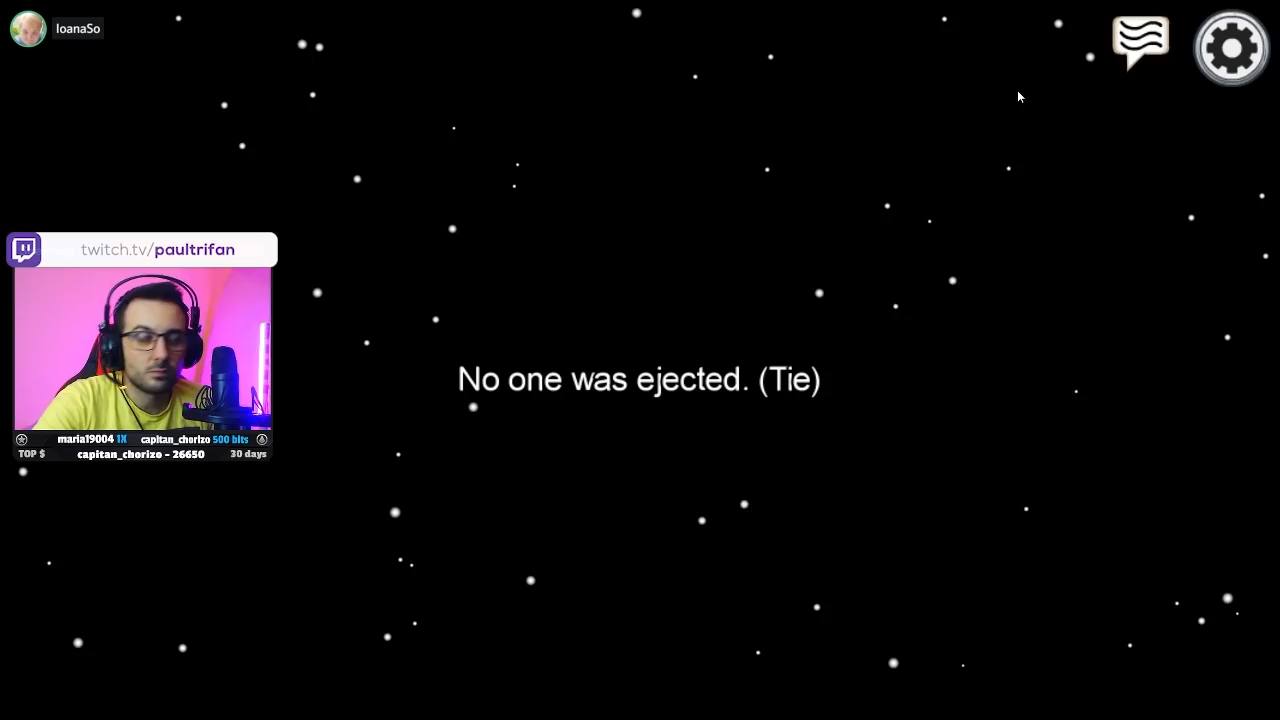 IoanaSo
twitch.tv/paultrifan
No one was ejected. (Tie)
maria19004 1X capitan_chorizo 500 bits
TOP $ capitan_chorizo - 26650 30 days